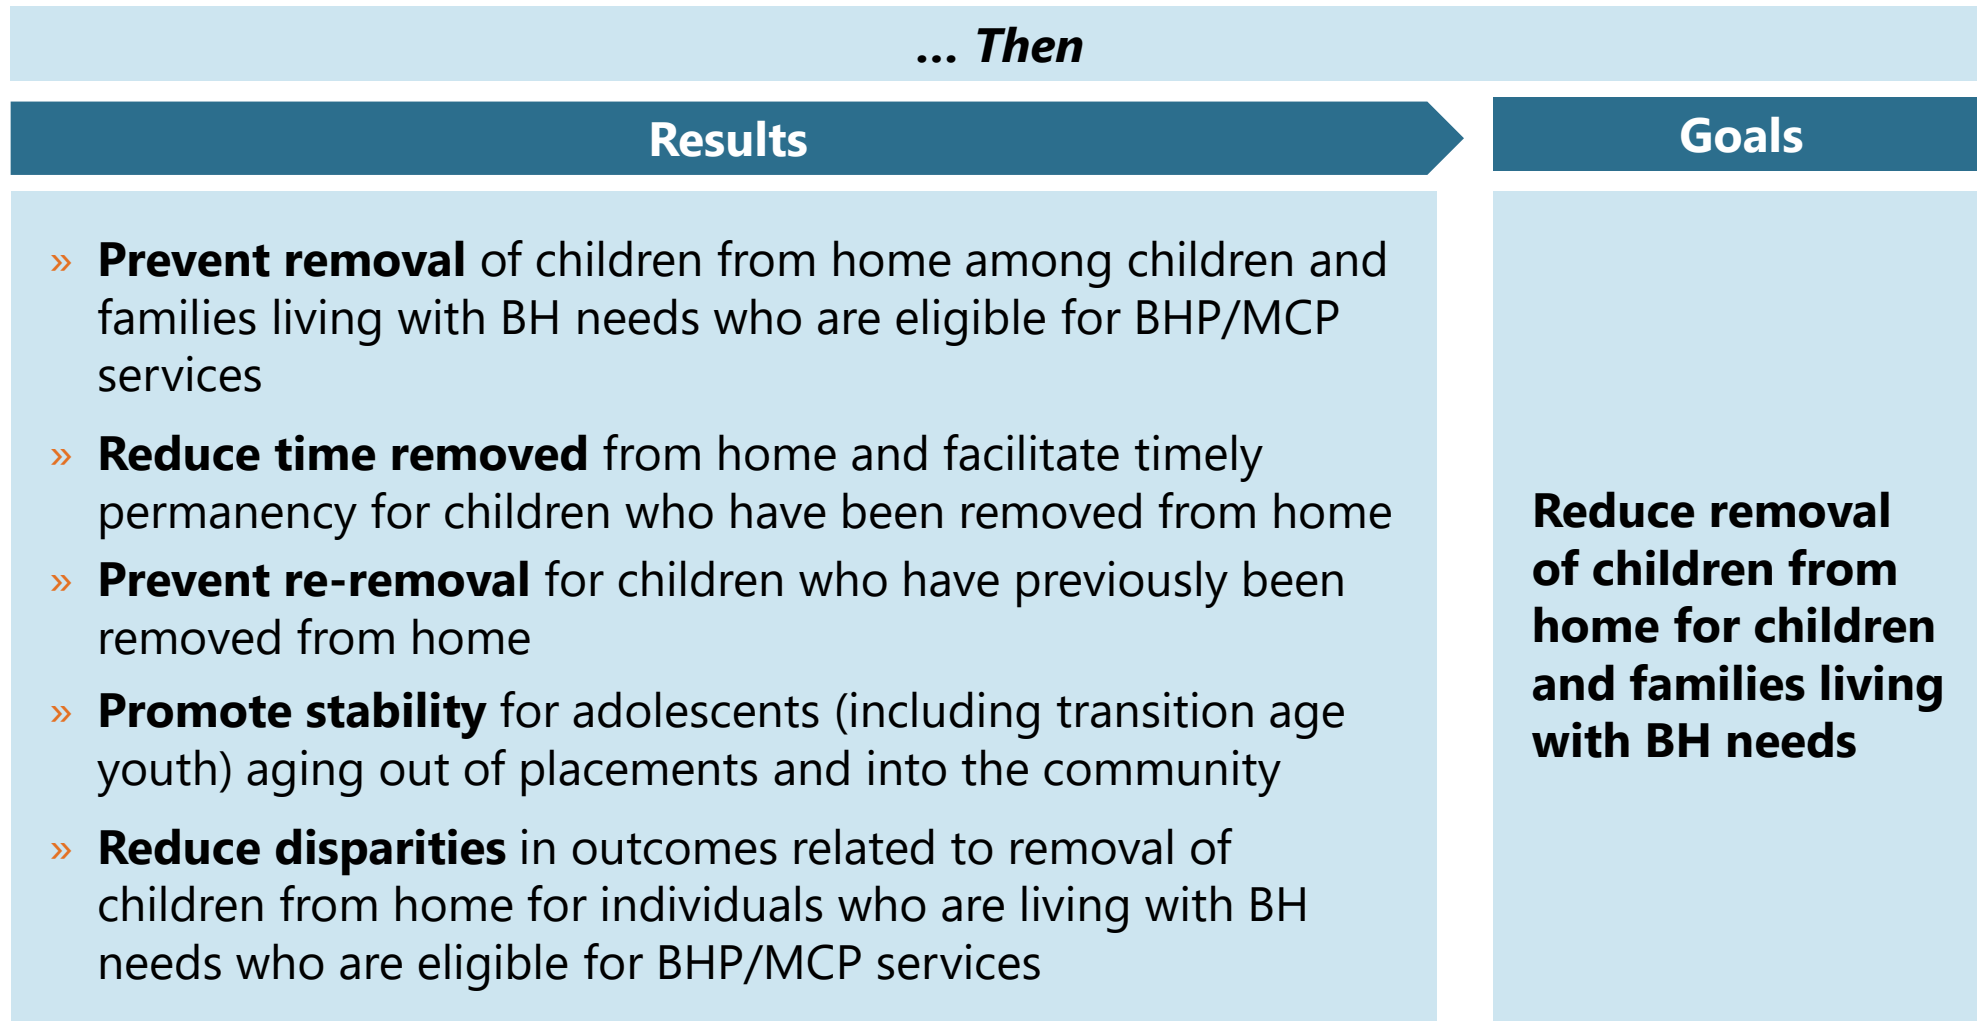 ... Then
Results
Goals
» Prevent removal of children from home among children and
families living with BH needs who are eligible for BHP/MCP
services
» Reduce time removed from home and facilitate timely
permanency for children who have been removed from home
» Prevent re-removal for children who have previously been
removed from home
» Promote stability for adolescents (including transition age
youth) aging out of placements and into the community
» Reduce disparities in outcomes related to removal of
children from home for individuals who are living with BH
needs who are eligible for BHP/MCP services
Reduce removal
of children from
home for children
and families living
with BH needs